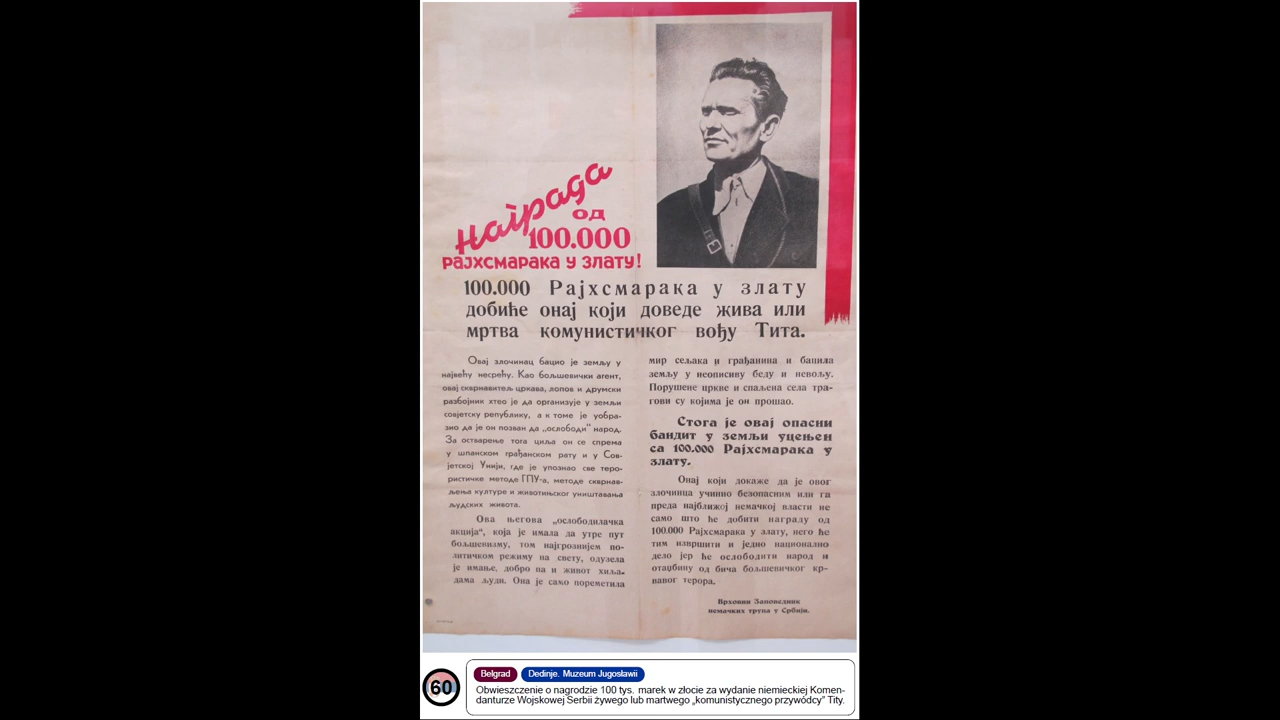 Награда
од
100.000
рајхсмарака у злату!
100.000 Рајхсмарака у злату
добиће онај који доведе жива или
мртва комунистичког вођу Тита.
Овај злочинац бацио је земљу у
највећу несрећу. Као бољшевички агент,
овај скврнавитељ цркава, лопов и друмски
разбојник хтео је да организује у земљи
совјетску републику, а к томе је уобра-
зио да је он позван да „ослободи" народ.
За остварење тога циља он се спрема
у шпанском грађанском рату и у Сов-
јетској Унији, где је упознао све теро-
ристичке методе ГПУ-а, методе скврнав-
љења културе и животињског уништавања
људских живота.
Ова његова „ослободилачка
акција", која је имала да утре пут
бољшевизму, том најгрознијем по-
литичком режиму на свету, одузела
је имање, добро па и живот хиља-
дама људи. Она је само пореметила
мир сељака и грађанина и бацила
земљу у неописиву беду и невољу.
Порушене цркве и спаљена села тра-
гови су којима је он прошао.
Стога је овај опасни
бандит у земљи уцењен
са 100.000 Рајхсмарака у
злату.
Онај који докаже да је овог
злочинца учинио безопасним или га
преда најближој немачкој власти не
само што ће добити награду од
100.000 Рајхсмарака у злату, него ће
тим извршити и једно национално
дело јер ће ослободити народ и
отаџбину од бича бољшевичког кр-
вавог терора.
Врховни Заповедник
немачких трупа у Србији.
60
Belgrad
Dedinje. Muzeum Jugosławii
Obwieszczenie o nagrodzie 100 tys. marek w złocie za wydanie niemieckiej Komen-
danturze Wojskowej Serbii żywego lub martwego „komunistycznego przywódcy" Tity.